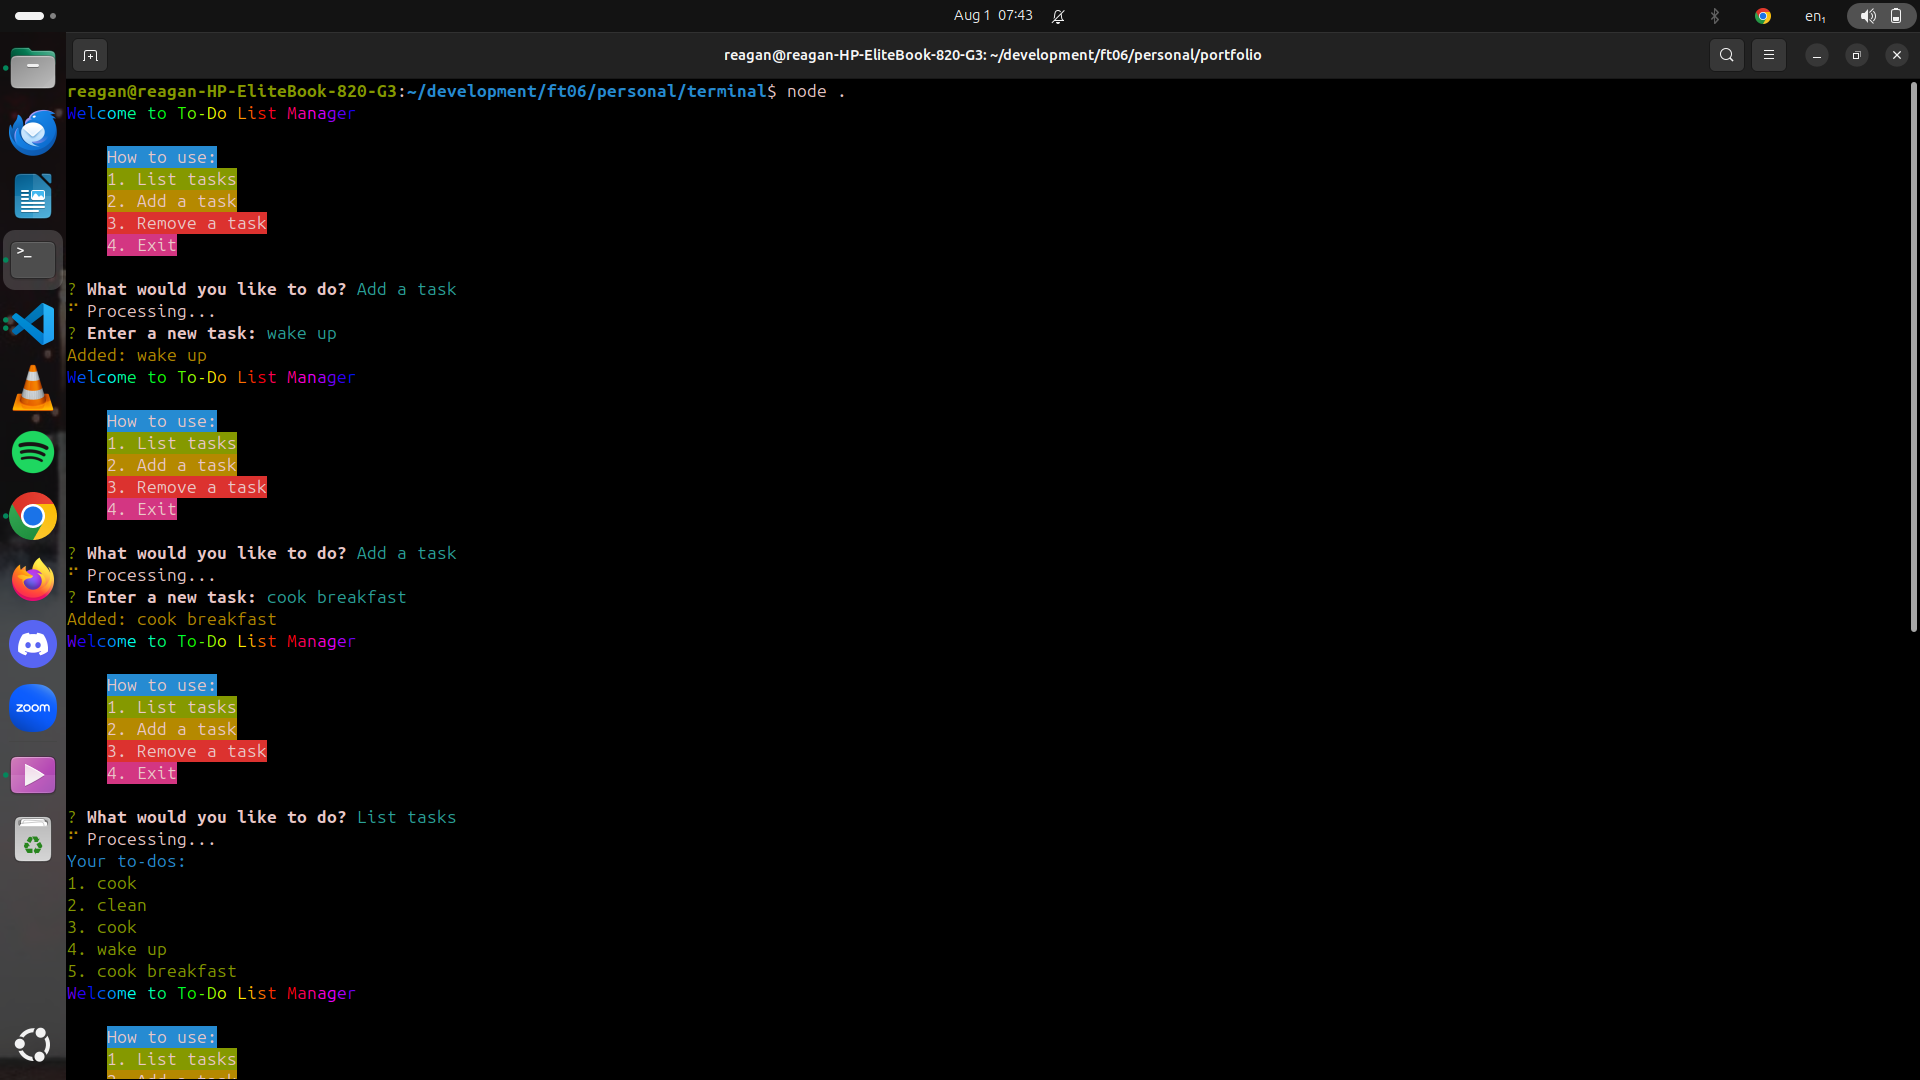 Aug 1 07:43
en₁
reagan@reagan-HP-EliteBook-820-G3: ~/development/ft06/personal/portfolio
reagan@reagan-HP-EliteBook-820-G3:~/development/ft06/personal/terminal$ node .
Welcome to To-Do List Manager
How to use:
1. List tasks
2. Add a task
3. Remove a task
4. Exit
? What would you like to do? Add a task
⠋ Processing...
? Enter a new task: wake up
Added: wake up
Welcome to To-Do List Manager
How to use:
1. List tasks
2. Add a task
3. Remove a task
4. Exit
? What would you like to do? Add a task
⠋ Processing...
? Enter a new task: cook breakfast
Added: cook breakfast
Welcome to To-Do List Manager
How to use:
1. List tasks
2. Add a task
3. Remove a task
4. Exit
? What would you like to do? List tasks
⠋ Processing...
Your to-dos:
1. cook
2. clean
3. cook
4. wake up
5. cook breakfast
Welcome to To-Do List Manager
How to use:
1. List tasks
2. Add a task
zoom